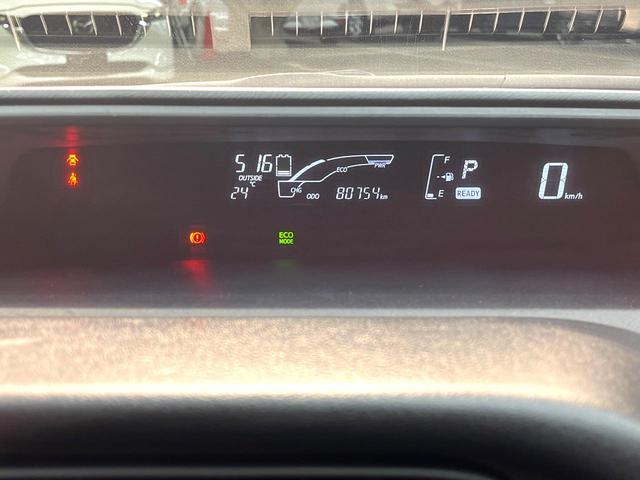 5 16
OUTSIDE
24 °C
CHG
ECO
PWR
ODO 80754 km
F
E
P
READY
0 km/h
ECO
MODE